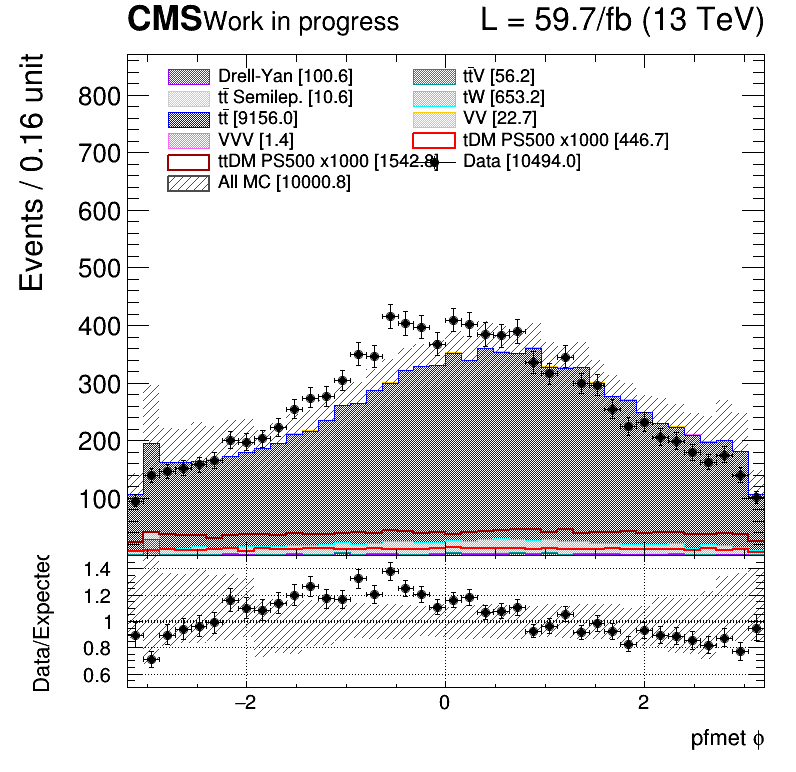 CMS Work in progress L = 59.7/fb (13 TeV)
Events / 0.16 unit
800
700
600
500
400
300
200
100
Drell-Yan [100.6] tt̄V [56.2]
tt̄ Semilep. [10.6] tW [653.2]
tt̄ [9156.0] VV [22.7]
VVV [1.4] tDM PS500 x1000 [446.7]
ttDM PS500 x1000 [1542.8] Data [10494.0]
All MC [10000.8]
Data/Expected
1.4
1.2
1
0.8
0.6
−2 0 2
pfmet ϕ